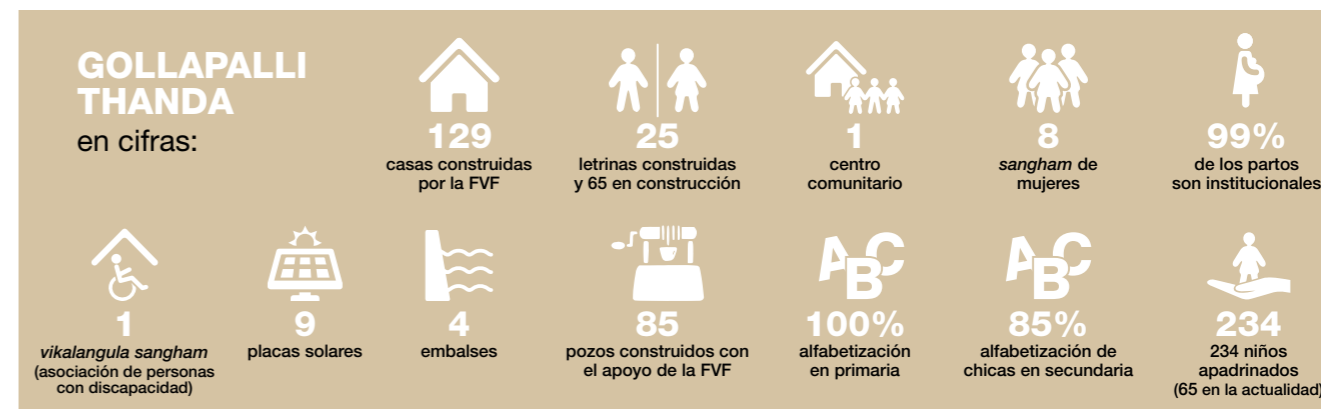 GOLLAPALLI
THANDA
en cifras:
129
casas construidas
por la FVF
25
letrinas construidas
y 65 en construcción
1
centro
comunitario
8
sangham de
mujeres
99%
de los partos
son institucionales
1
vikalangula sangham
(asociación de personas
con discapacidad)
9
placas solares
4
embalses
85
pozos construidos con
el apoyo de la FVF
ABC
100%
alfabetización
en primaria
ABC
85%
alfabetización de
chicas en secundaria
234
234 niños
apadrinados
(65 en la actualidad)